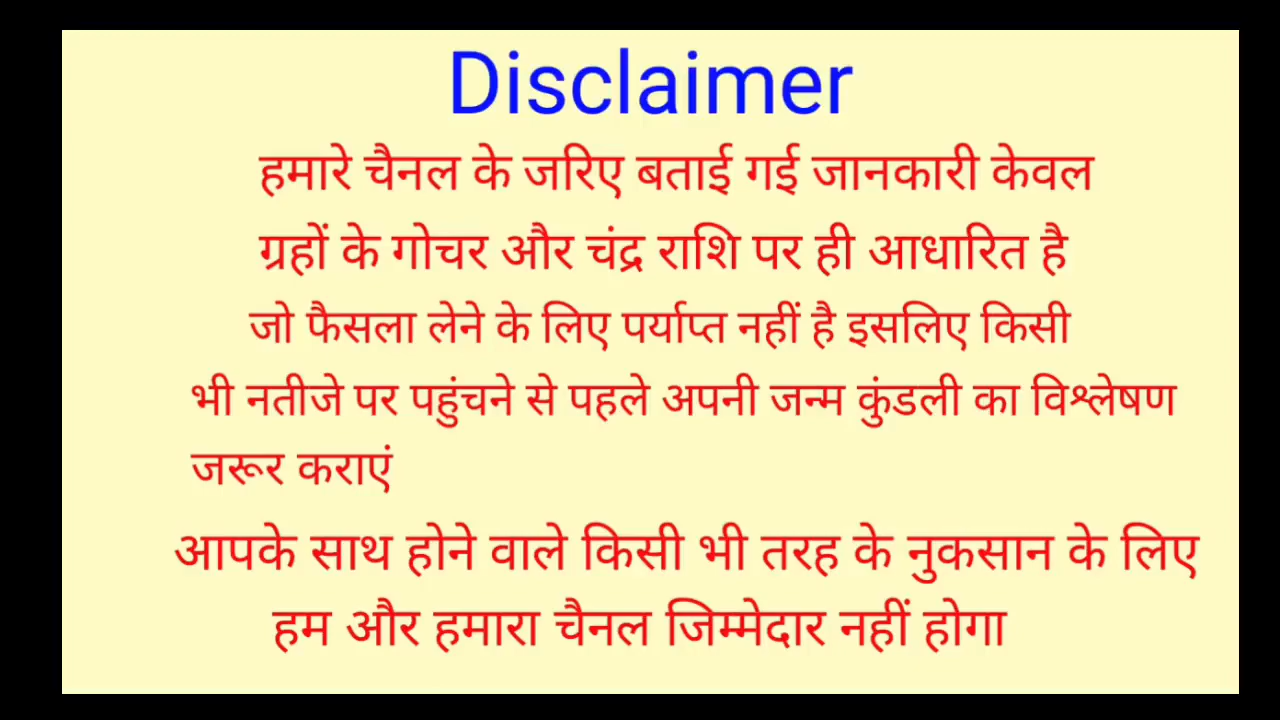 Disclaimer
हमारे चैनल के जरिए बताई गई जानकारी केवल
ग्रहों के गोचर और चंद्र राशि पर ही आधारित है
जो फैसला लेने के लिए पर्याप्त नहीं है इसलिए किसी
भी नतीजे पर पहुंचने से पहले अपनी जन्म कुंडली का विश्लेषण
जरूर कराएं
आपके साथ होने वाले किसी भी तरह के नुकसान के लिए
हम और हमारा चैनल जिम्मेदार नहीं होगा